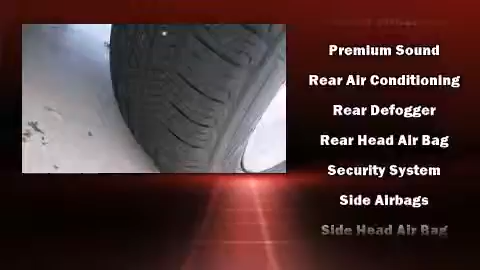 Premium Sound
Rear Air Conditioning
Rear Defogger
Rear Head Air Bag
Security System
Side Airbags
Side Head Air Bag